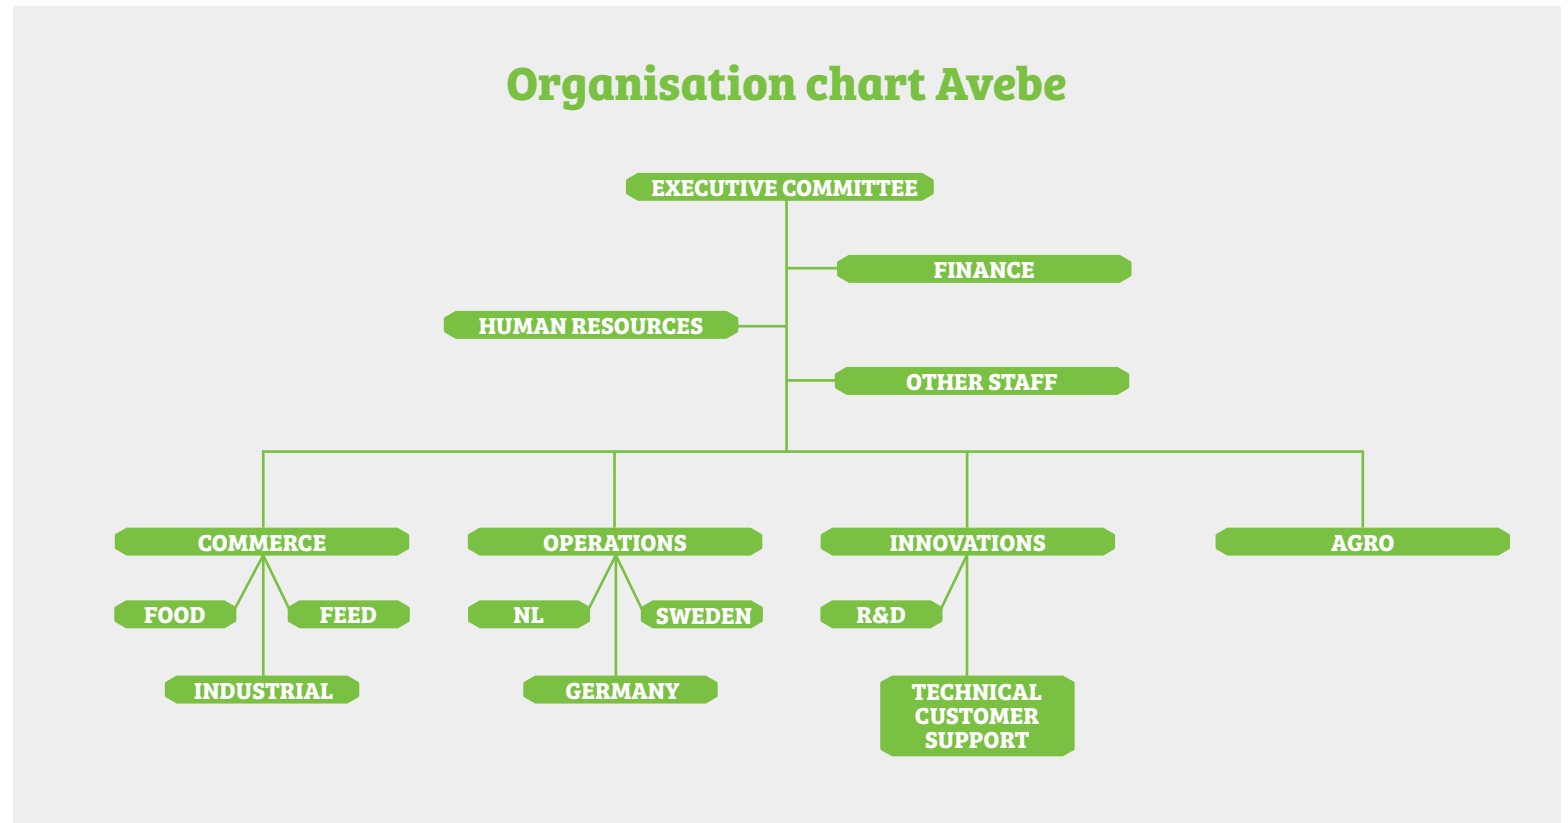 Organisation chart Avebe
EXECUTIVE COMMITTEE
FINANCE
HUMAN RESOURCES
OTHER STAFF
COMMERCE
OPERATIONS
INNOVATIONS
AGRO
FOOD
FEED
NL
SWEDEN
R&D
INDUSTRIAL
GERMANY
TECHNICAL
CUSTOMER
SUPPORT